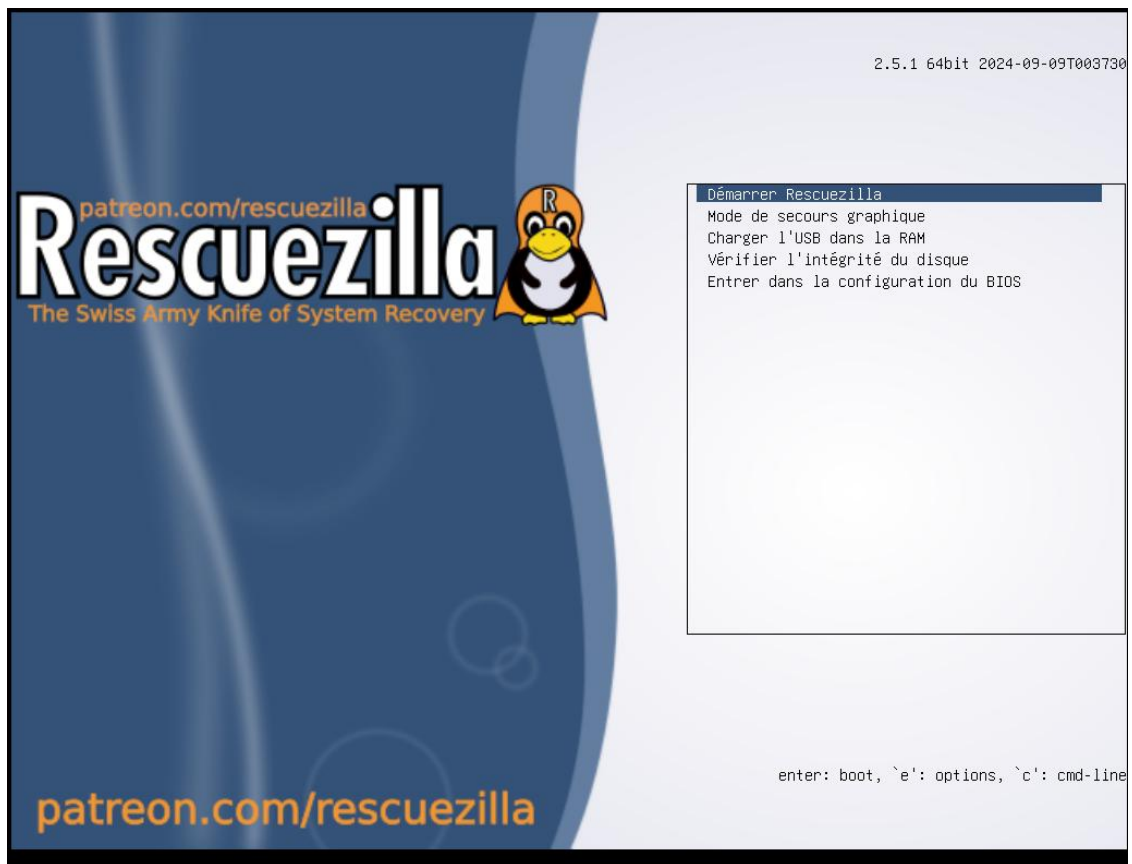 2.5.1 64bit 2024-09-09T003730
patreon.com/rescuezilla
Rescuezilla
R
The Swiss Army Knife of System Recovery
Démarrer Rescuezilla
Mode de secours graphique
Charger l'USB dans la RAM
Vérifier l'intégrité du disque
Entrer dans la configuration du BIOS
enter: boot, `e': options, `c': cmd-line
patreon.com/rescuezilla